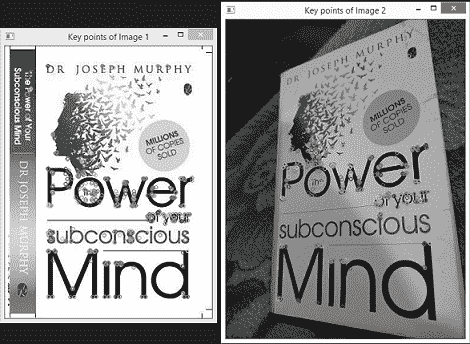 Key points of Image 1
The Power of Your
Subconscious Mind
DR JOSEPH MURPHY
DR JOSEPH MURPHY
MILLIONS
OF COPIES
SOLD
The
Power
of your
subconscious
Mind
Key points of Image 2
DR JOSEPH MURPHY
MILLIONS
OF COPIES
SOLD
The
Power
of your
subconscious
Mind